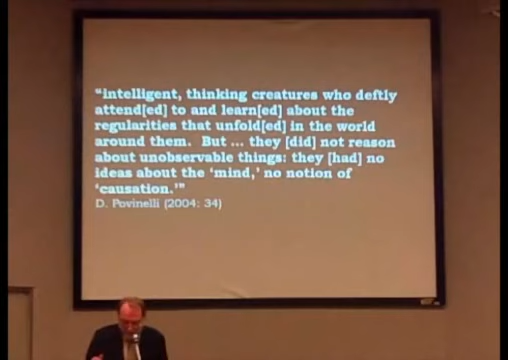 “intelligent, thinking creatures who deftly
attend[ed] to and learn[ed] about the
regularities that unfold[ed] in the world
around them. But ... they [did] not reason
about unobservable things: they [had] no
ideas about the ‘mind,’ no notion of
‘causation.’”
D. Povinelli (2004: 34)